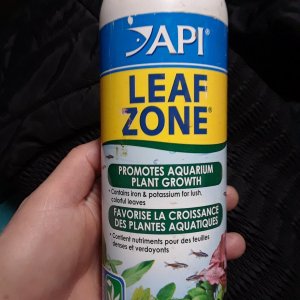 API
LEAF
ZONE®
PROMOTES AQUARIUM
PLANT GROWTH
• Contains iron & potassium for lush,
colorful leaves
FAVORISE LA CROISSANCE
DES PLANTES AQUATIQUES
• Contient nutriments pour des feuilles
denses et verdoyants